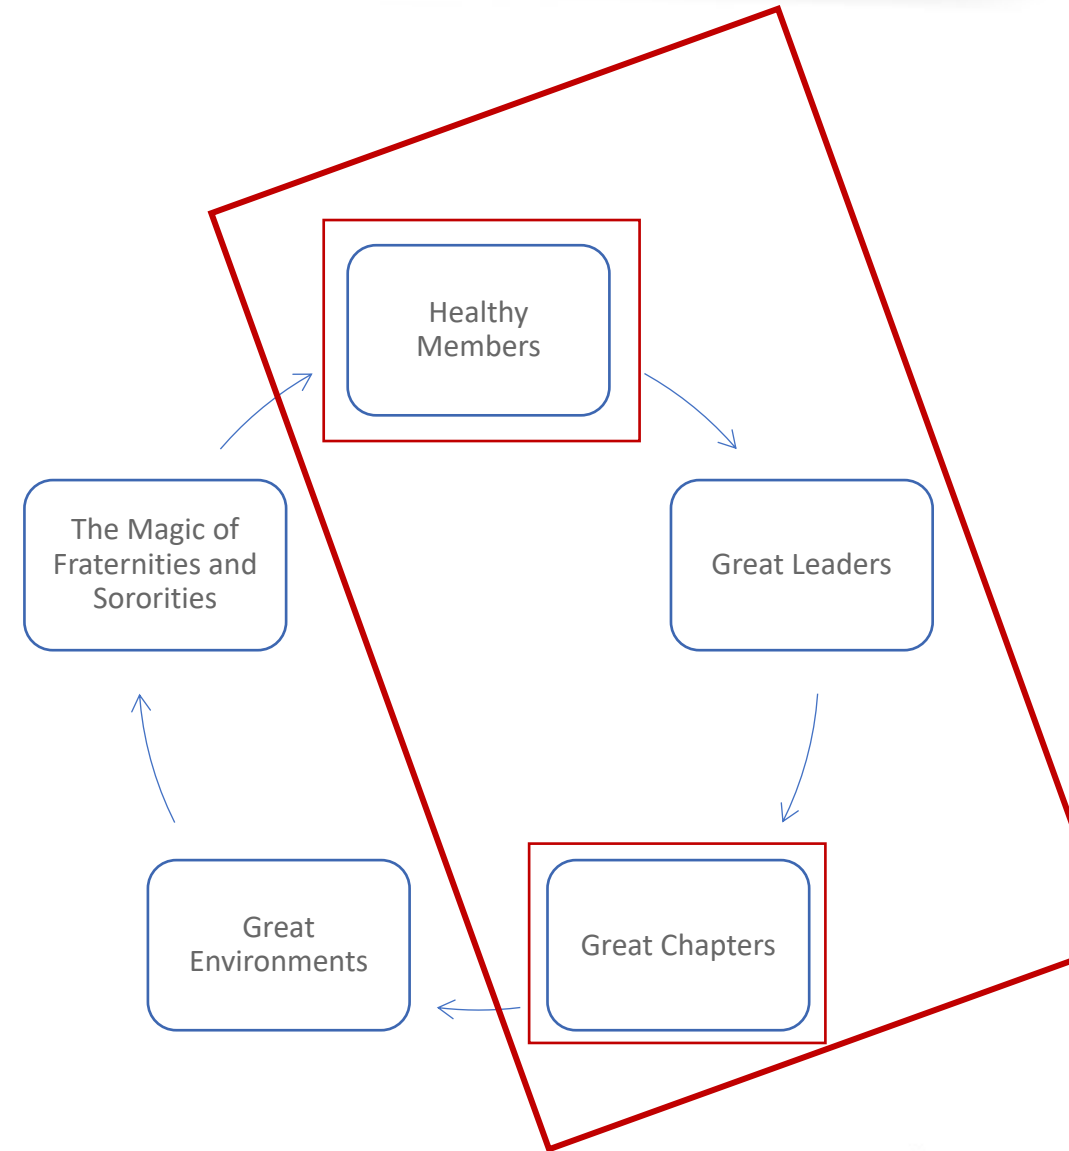 Healthy
Members
Great Leaders
Great Chapters
Great
Environments
The Magic of
Fraternities and
Sororities